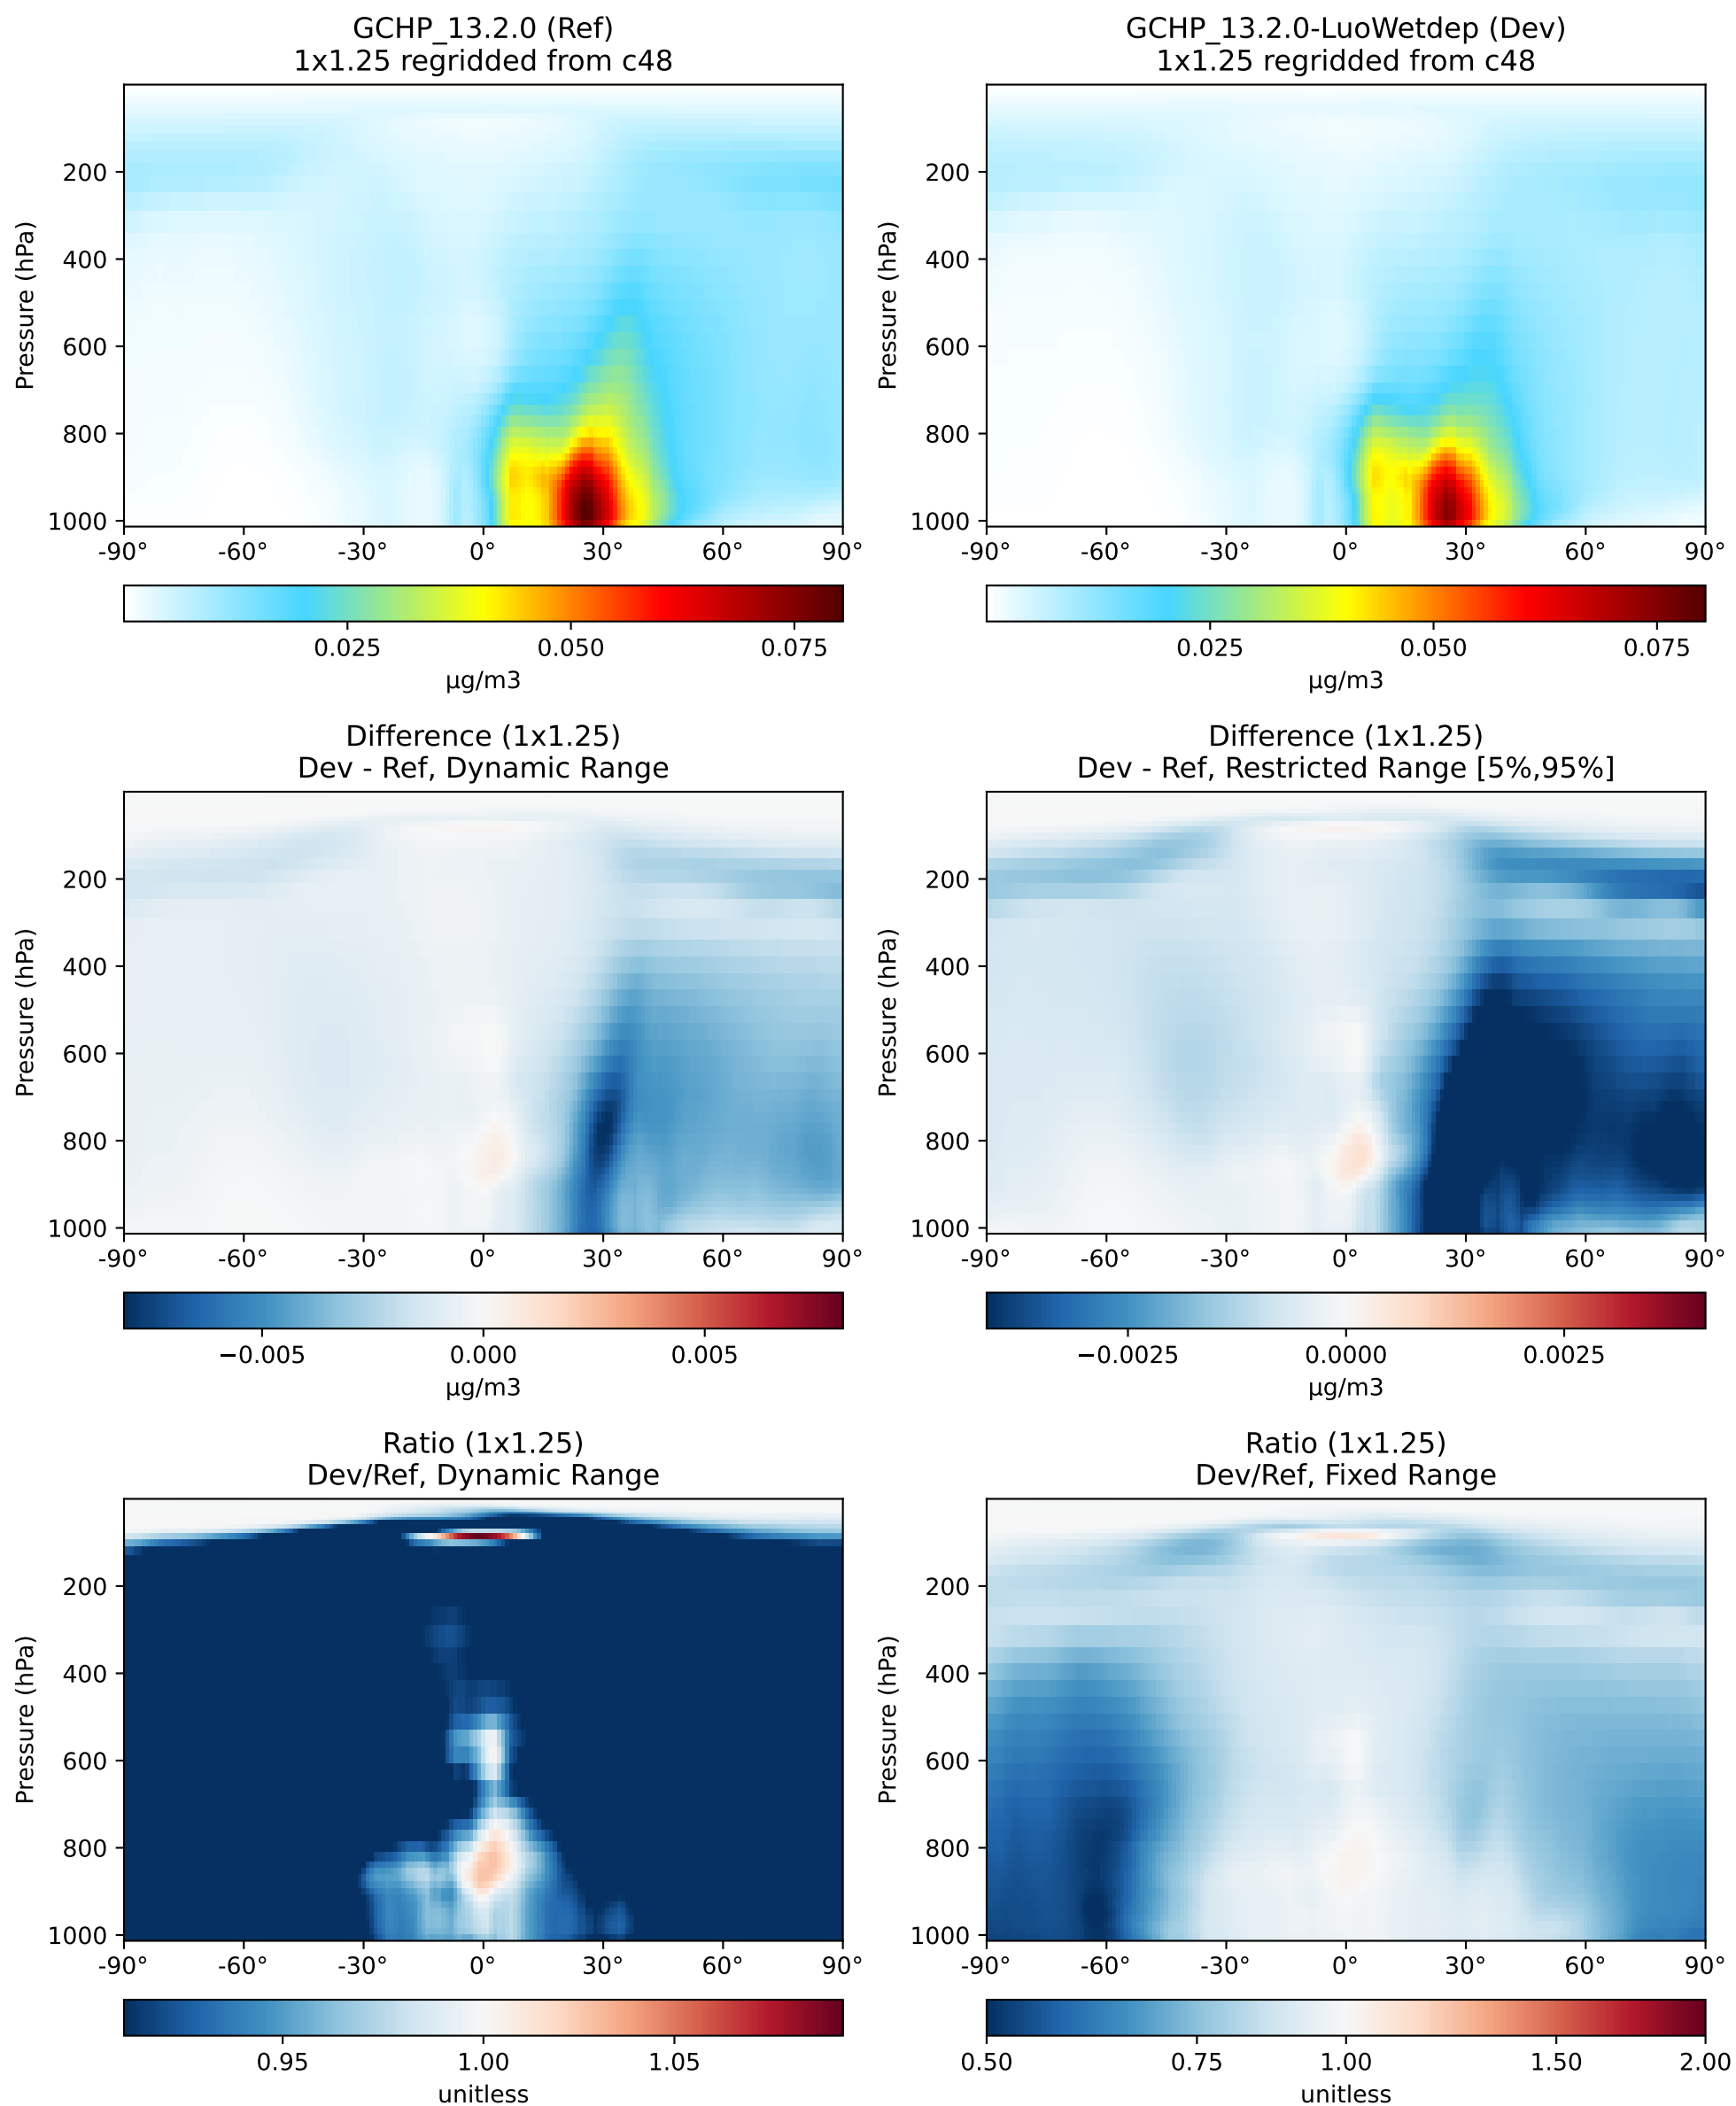 GCHP_13.2.0 (Ref)
1x1.25 regridded from c48
Pressure (hPa)
200
400
600
800
1000
-90° -60° -30° 0° 30° 60° 90°
0.025 0.050 0.075
µg/m3
GCHP_13.2.0-LuoWetdep (Dev)
1x1.25 regridded from c48
Pressure (hPa)
200
400
600
800
1000
-90° -60° -30° 0° 30° 60° 90°
0.025 0.050 0.075
µg/m3
Difference (1x1.25)
Dev - Ref, Dynamic Range
Pressure (hPa)
200
400
600
800
1000
-90° -60° -30° 0° 30° 60° 90°
−0.005 0.000 0.005
µg/m3
Difference (1x1.25)
Dev - Ref, Restricted Range [5%,95%]
Pressure (hPa)
200
400
600
800
1000
-90° -60° -30° 0° 30° 60° 90°
−0.0025 0.0000 0.0025
µg/m3
Ratio (1x1.25)
Dev/Ref, Dynamic Range
Pressure (hPa)
200
400
600
800
1000
-90° -60° -30° 0° 30° 60° 90°
0.95 1.00 1.05
unitless
Ratio (1x1.25)
Dev/Ref, Fixed Range
Pressure (hPa)
200
400
600
800
1000
-90° -60° -30° 0° 30° 60° 90°
0.50 0.75 1.00 1.50 2.00
unitless